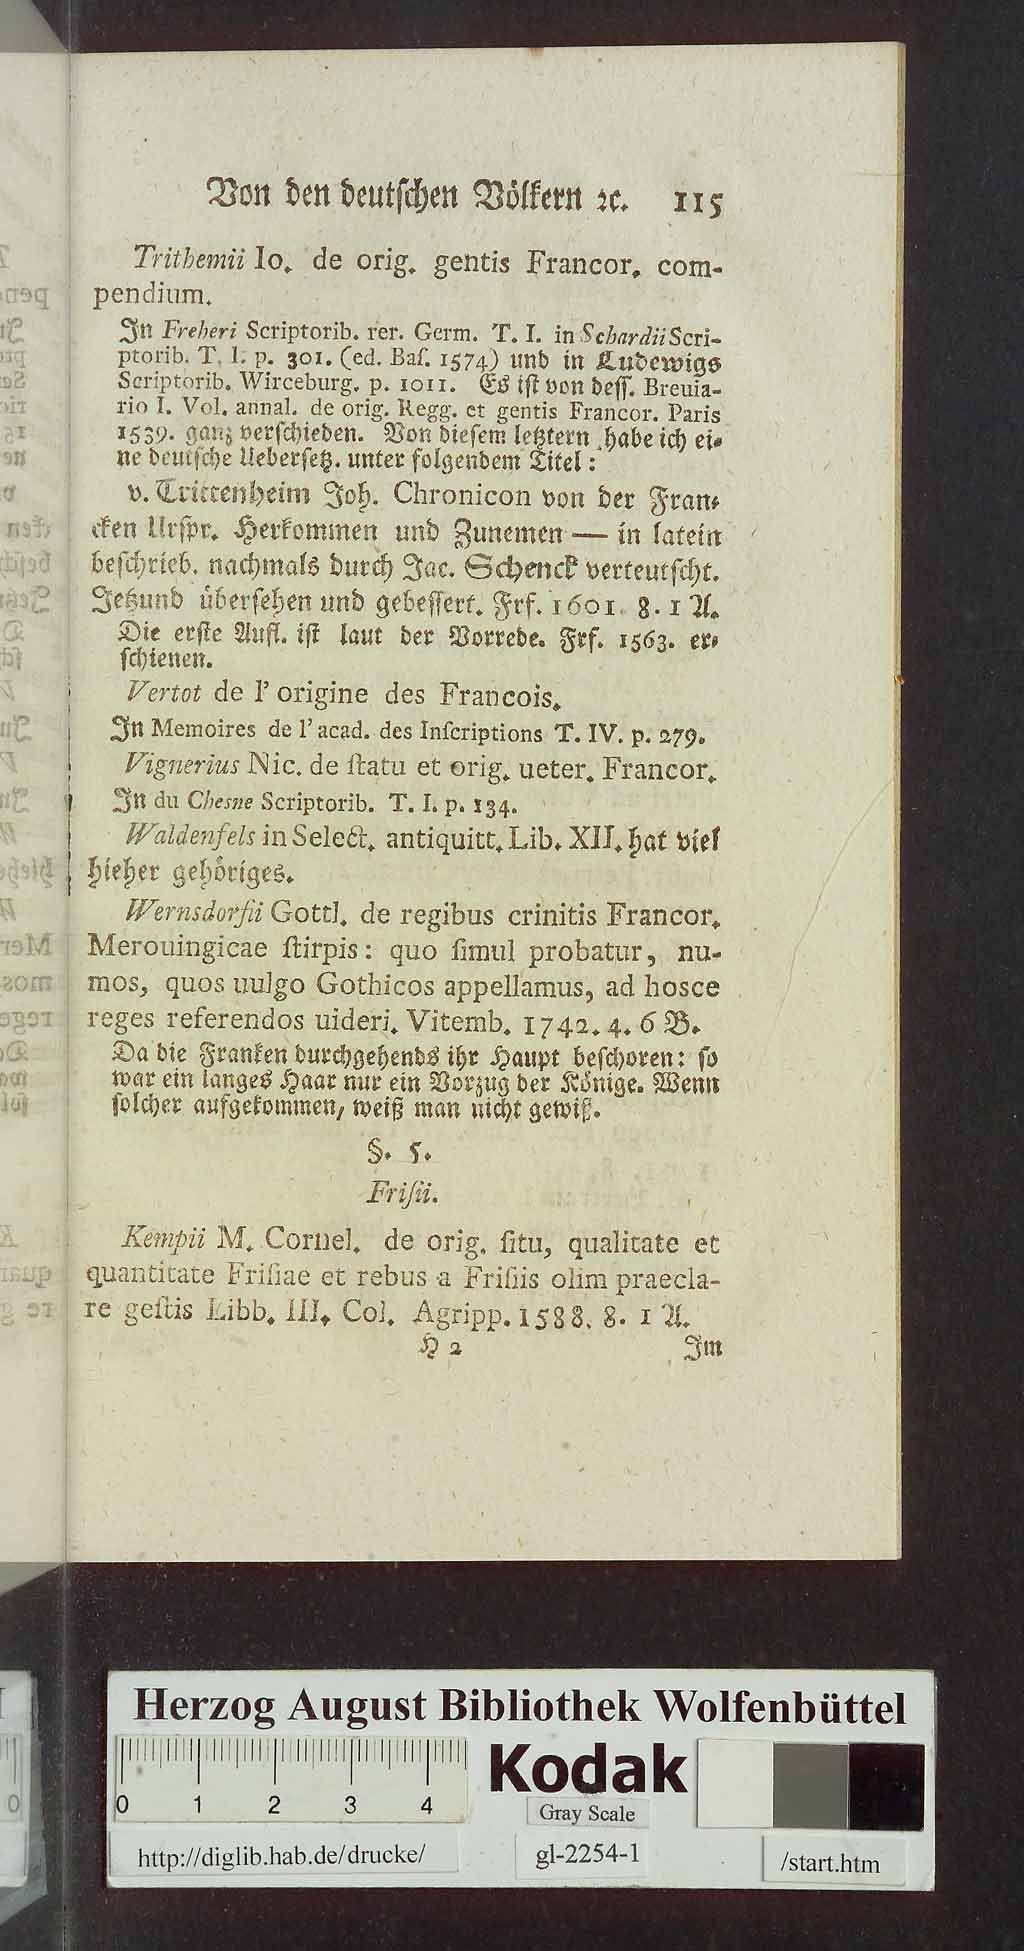 Von den deutschen Völkern ꝛc. 115
Trithemii Io. de orig. gentis Francor. com-
pendium.
In Freheri Scriptorib. rer. Germ. T. I. in Schardii Scri-
ptorib. T. I. p. 301. (ed. Baſ. 1574) und in Ludewigs
Scriptorib. Wirceburg. p. 1011. Es iſt von deſſ. Breuia-
rio I. Vol. annal. de orig. Regg. et gentis Francor. Paris
1539. ganz verſchieden. Von dieſem letztern habe ich ei-
ne deutſche Ueberſetz. unter folgendem Titel:
v. Trittenheim Joh. Chronicon von der Fran-
cken Urſpr. Herkommen und Zunemen — in latein
beſchrieb. nachmals durch Jac. Schenck verteutſcht.
Jetzund überſehen und gebeſſert. Frf. 1601. 8. 1 A.
Die erſte Aufl. iſt laut der Vorrede. Frf. 1563. er-
ſchienen.
Vertot de l' origine des Francois.
In Memoires de l' acad. des Inſcriptions T. IV. p. 279.
Vignerius Nic. de ſtatu et orig. ueter. Francor.
In du Chesne Scriptorib. T. I. p. 134.
Waldenfels in Select. antiquitt. Lib. XII. hat viel
hieher gehöriges.
Wernsdorfii Gottl. de regibus crinitis Francor.
Merouingicae ſtirpis: quo ſimul probatur, nu-
mos, quos uulgo Gothicos appellamus, ad hosce
reges referendos uideri. Vitemb. 1742. 4. 6 B.
Da die Franken durchgehends ihr Haupt beſchoren: ſo
war ein langes Haar nur ein Vorzug der Könige. Wenn
ſolcher aufgekommen, weiß man nicht gewiß.
§. 5.
Friſii.
Kempii M. Cornel. de orig. ſitu, qualitate et
quantitate Friſiae et rebus a Friſiis olim praecla-
re geſtis Libb. III. Col. Agripp. 1588. 8. 1 A.
H 2 Im
Herzog August Bibliothek Wolfenbüttel
Kodak
0 1 2 3 4
Gray Scale
http://diglib.hab.de/drucke/
gl-2254-1
/start.htm